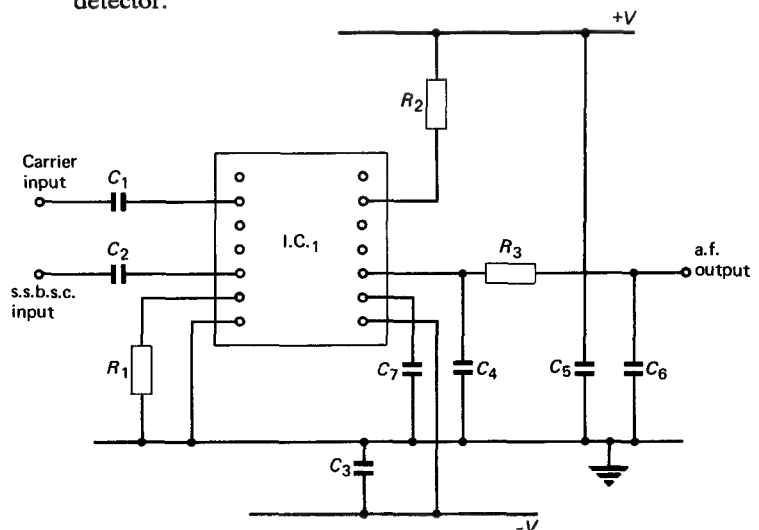 detector.
+V
R2
Carrier
input
C1
I.C.1
C2
s.s.b.s.c.
input
R3
a.f.
output
R1
C7
C4
C5
C6
C3
−V